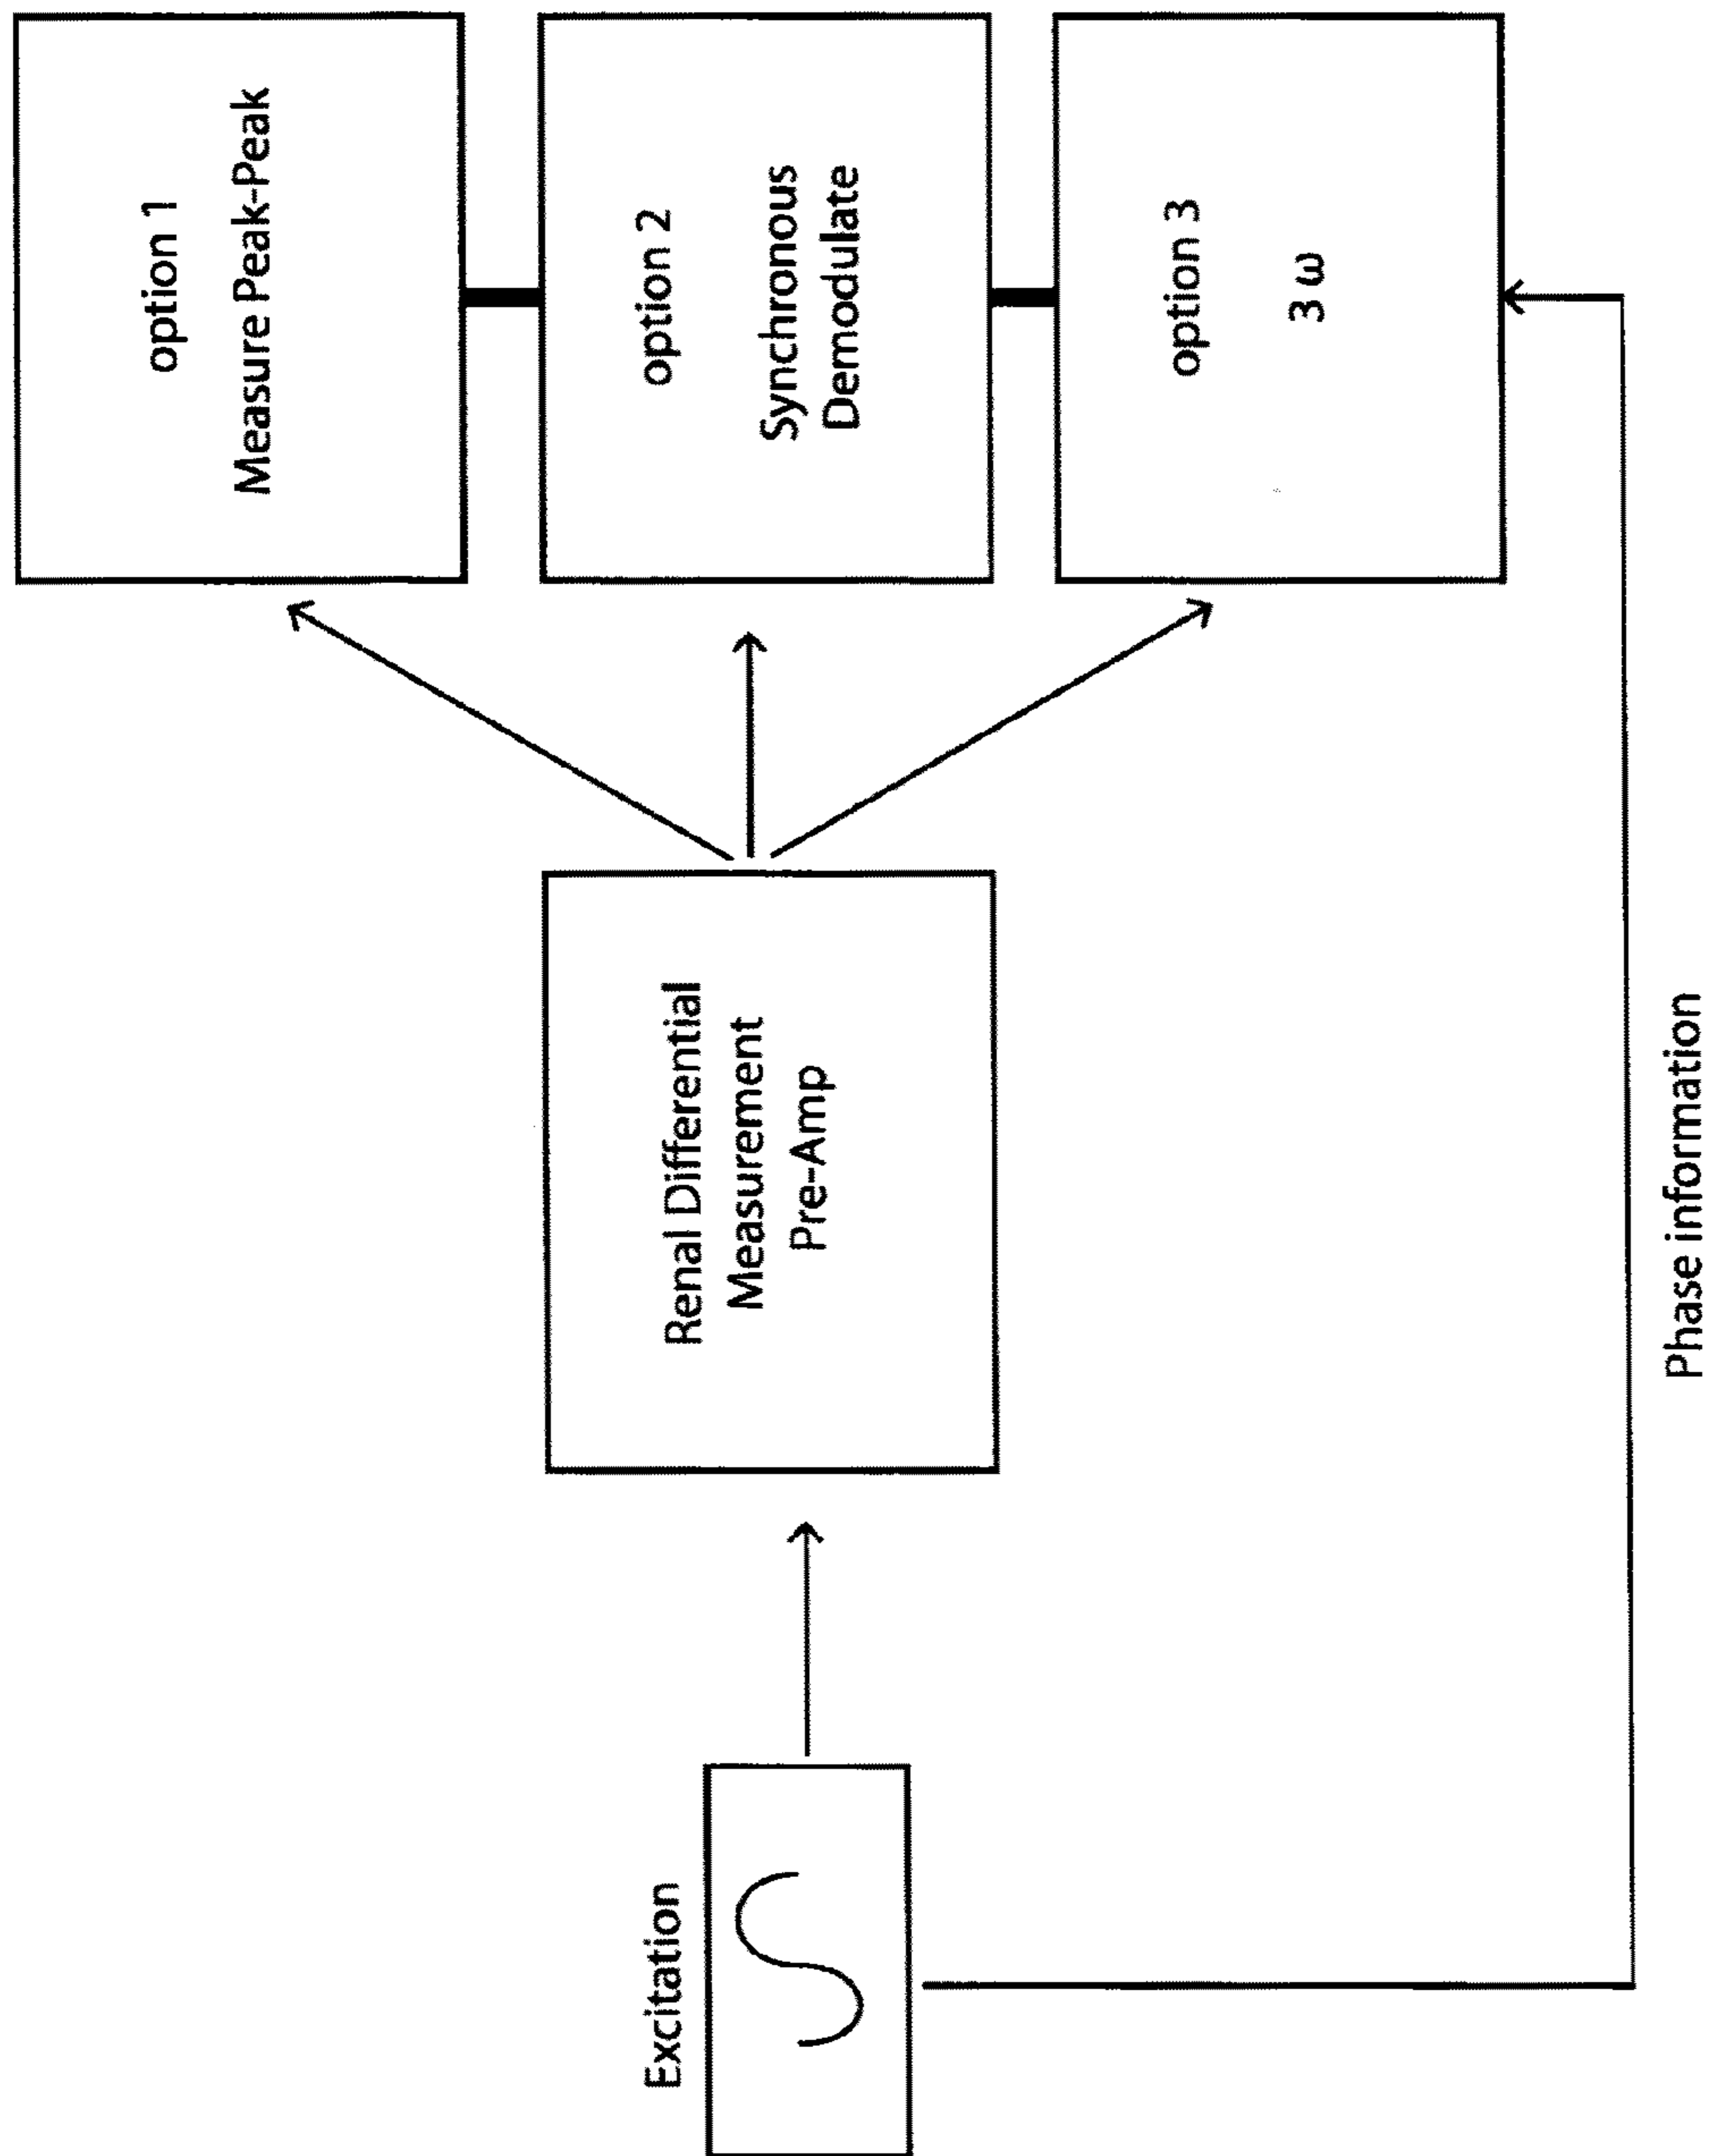 Excitation
Renal Differential
Measurement
Pre-Amp
option 1
Measure Peak-Peak
option 2
Synchronous
Demodulate
option 3
3 ω
Phase information